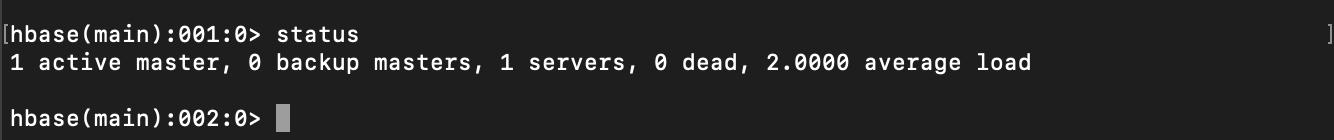 [hbase(main):001:0> status ]
1 active master, 0 backup masters, 1 servers, 0 dead, 2.0000 average load
hbase(main):002:0>